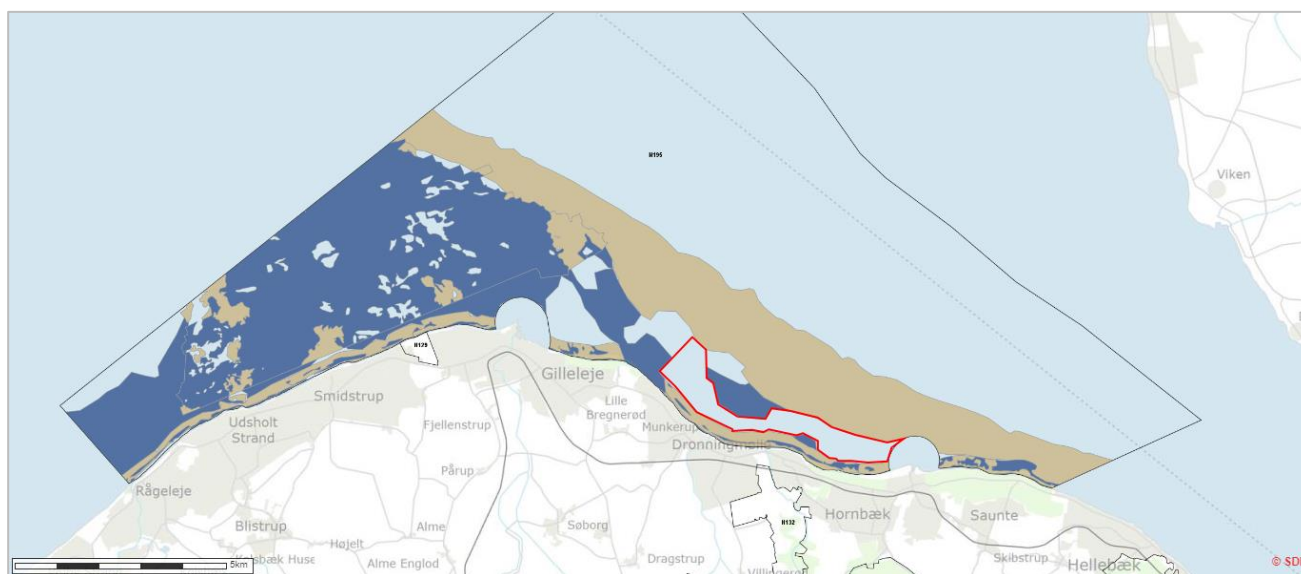 H195
Viken
H129
Gilleleje
Smidstrup
Lille
Bregnerød
Udsholt
Strand
Fjellenstrup
Munkerup
Dronningmølle
Pårup
Rågeleje
H132
Hornbæk
Blistrup
Alme
Søborg
Saunte
Højelt
Huse
Alme Englod
Dragstrup
Skibstrup
Hellebæk
5km